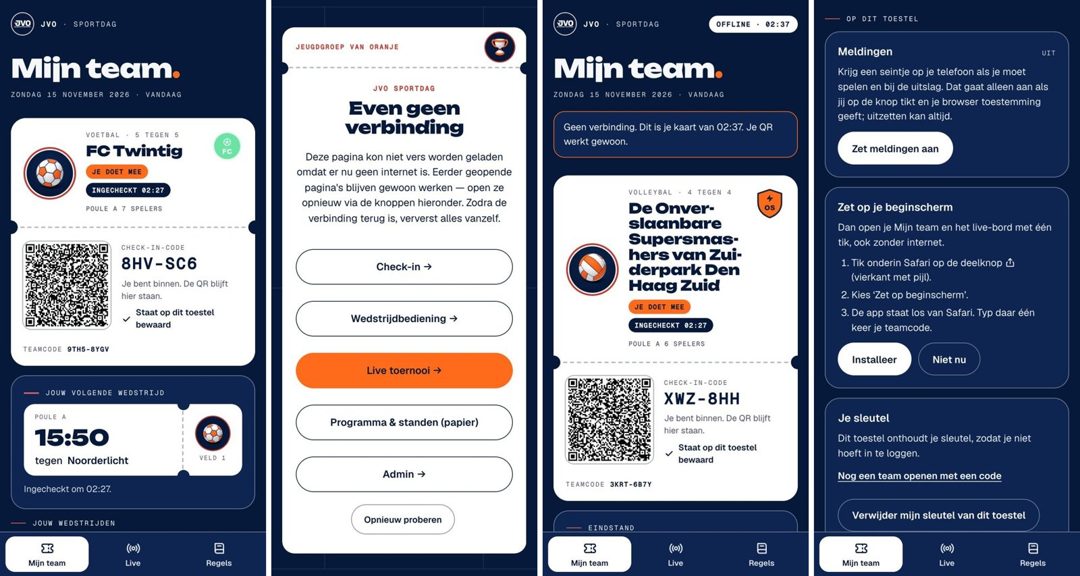 JVO
JVO · SPORTDAG
Mijn team.
ZONDAG 15 NOVEMBER 2026 · VANDAAG
VOETBAL · 5 TEGEN 5
FC Twintig
FC
JE DOET MEE
INGECHECKT 02:27
POULE A 7 SPELERS
CHECK-IN-CODE
8HV-SC6
Je bent binnen. De QR blijft
hier staan.
Staat op dit toestel
bewaard
TEAMCODE 9TH5-8YGV
JOUW VOLGENDE WEDSTRIJD
POULE A
15:50
tegen Noorderlicht
VELD 1
Ingecheckt om 02:27.
JOUW WEDSTRIJDEN
Mijn team
Live
Regels
JEUGDGROEP VAN ORANJE
JVO SPORTDAG
Even geen
verbinding
Deze pagina kon niet vers worden geladen
omdat er nu geen internet is. Eerder geopende
pagina's blijven gewoon werken — open ze
opnieuw via de knoppen hieronder. Zodra de
verbinding terug is, ververst alles vanzelf.
Check-in →
Wedstrijdbediening →
Live toernooi →
Programma & standen (papier)
Admin →
Opnieuw proberen
JVO
JVO · SPORTDAG
OFFLINE · 02:37
Mijn team.
ZONDAG 15 NOVEMBER 2026 · VANDAAG
Geen verbinding. Dit is je kaart van 02:37. Je QR
werkt gewoon.
VOLLEYBAL · 4 TEGEN 4
De Onver-
slaanbare
Supersmas-
hers van Zui-
derpark Den
Haag Zuid
OS
JE DOET MEE
INGECHECKT 02:27
POULE A 6 SPELERS
CHECK-IN-CODE
XWZ-8HH
Je bent binnen. De QR blijft
hier staan.
Staat op dit toestel
bewaard
TEAMCODE 3KRT-6B7Y
EINDSTAND
Mijn team
Live
Regels
OP DIT TOESTEL
Meldingen
UIT
Krijg een seintje op je telefoon als je moet
spelen en bij de uitslag. Dat gaat alleen aan als
jij op de knop tikt en je browser toestemming
geeft; uitzetten kan altijd.
Zet meldingen aan
Zet op je beginscherm
Dan open je Mijn team en het live-bord met één
tik, ook zonder internet.
1. Tik onderin Safari op de deelknop
(vierkant met pijl).
2. Kies 'Zet op beginscherm'.
3. De app staat los van Safari. Typ daar één
keer je teamcode.
Installeer
Niet nu
Je sleutel
Dit toestel onthoudt je sleutel, zodat je niet
hoeft in te loggen.
Nog een team openen met een code
Verwijder mijn sleutel van dit toestel
Mijn team
Live
Regels